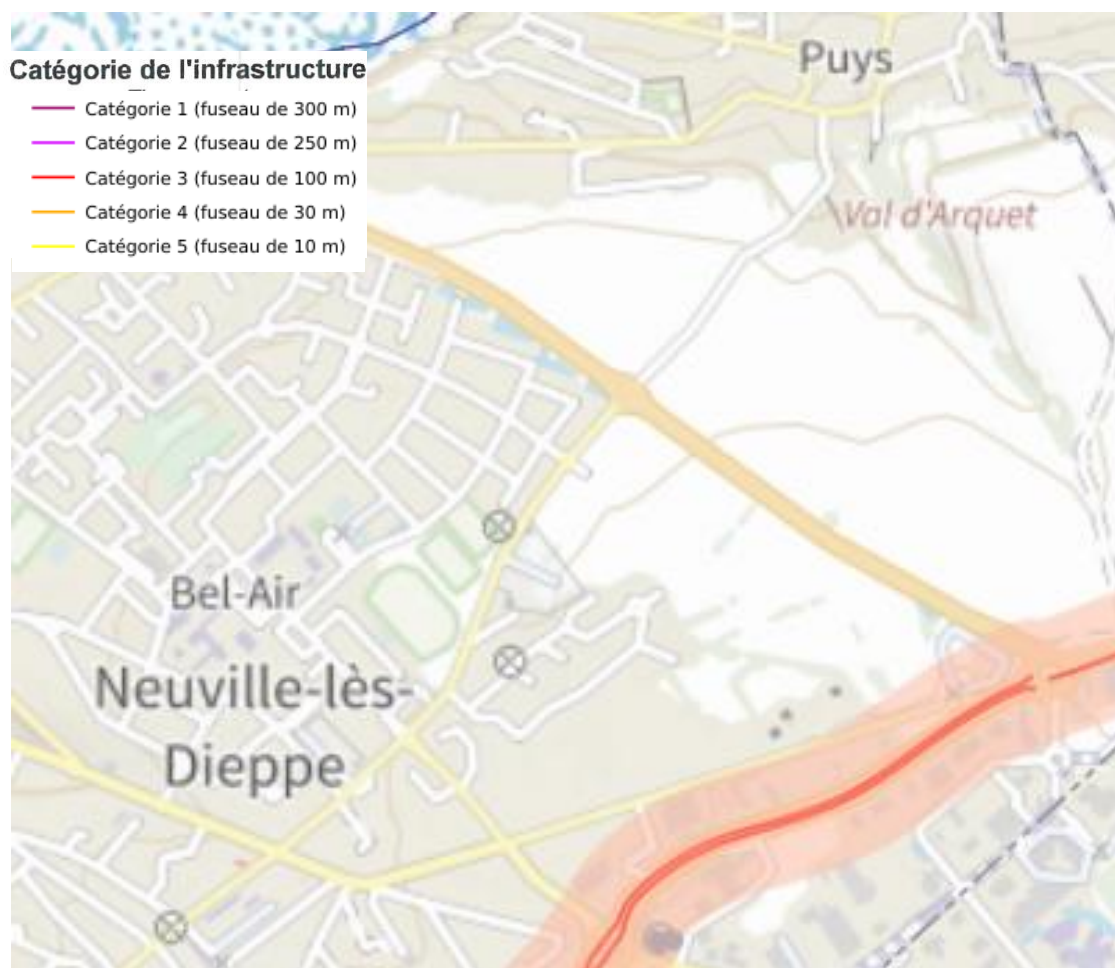 Puys
Catégorie de l'infrastructure
Catégorie 1 (fuseau de 300 m)
Catégorie 2 (fuseau de 250 m)
Catégorie 3 (fuseau de 100 m)
Catégorie 4 (fuseau de 30 m)
Catégorie 5 (fuseau de 10 m)
Val d'Arquet
Bel-Air
Neuville-lès-
Dieppe